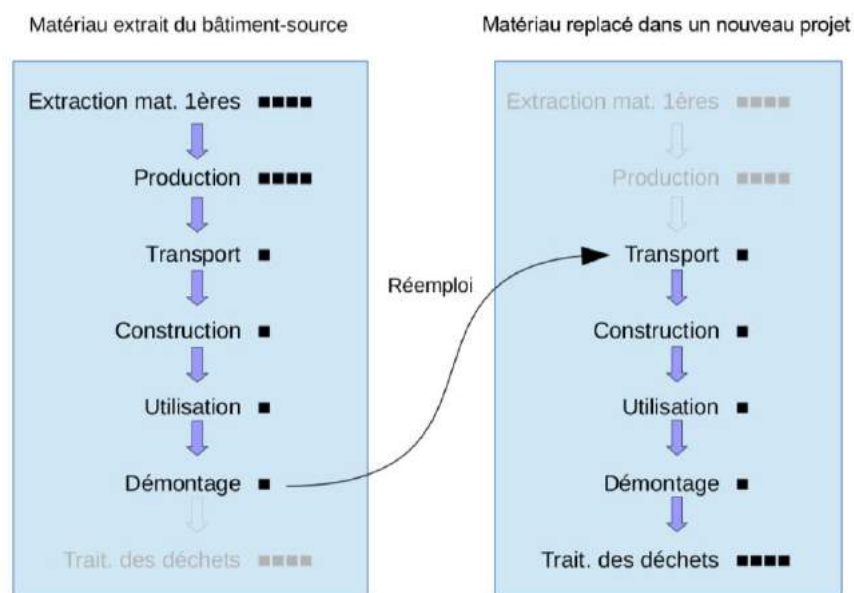 Matériau extrait du bâtiment-source
Extraction mat. 1ères
Production
Transport
Construction
Utilisation
Démontage
Trait. des déchets
Réemploi
Matériau replacé dans un nouveau projet
Extraction mat. 1ères
Production
Transport
Construction
Utilisation
Démontage
Trait. des déchets